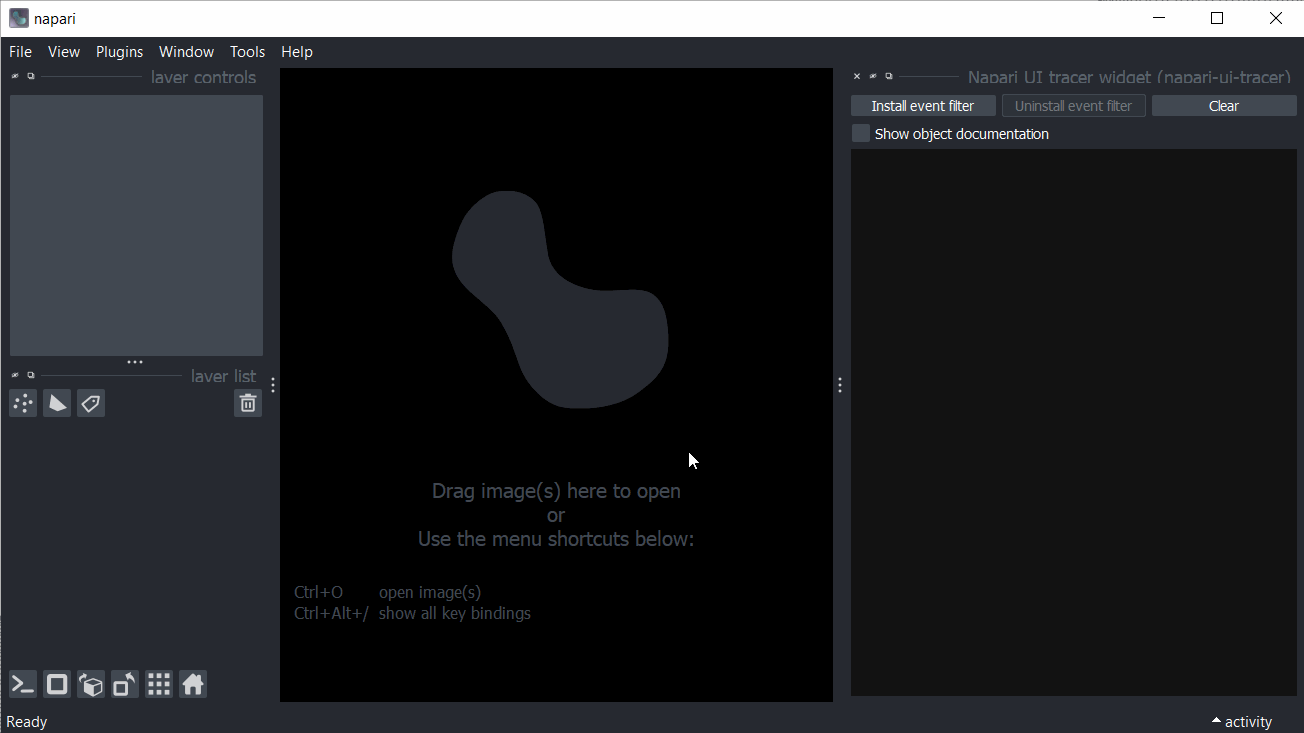 napari
File View Plugins Window Tools Help
layer controls
layer list
Drag image(s) here to open
or
Use the menu shortcuts below:
Ctrl+O open image(s)
Ctrl+Alt+/ show all key bindings
Napari UI tracer widget (napari-ui-tracer)
Install event filter Uninstall event filter Clear
Show object documentation
Ready
activity